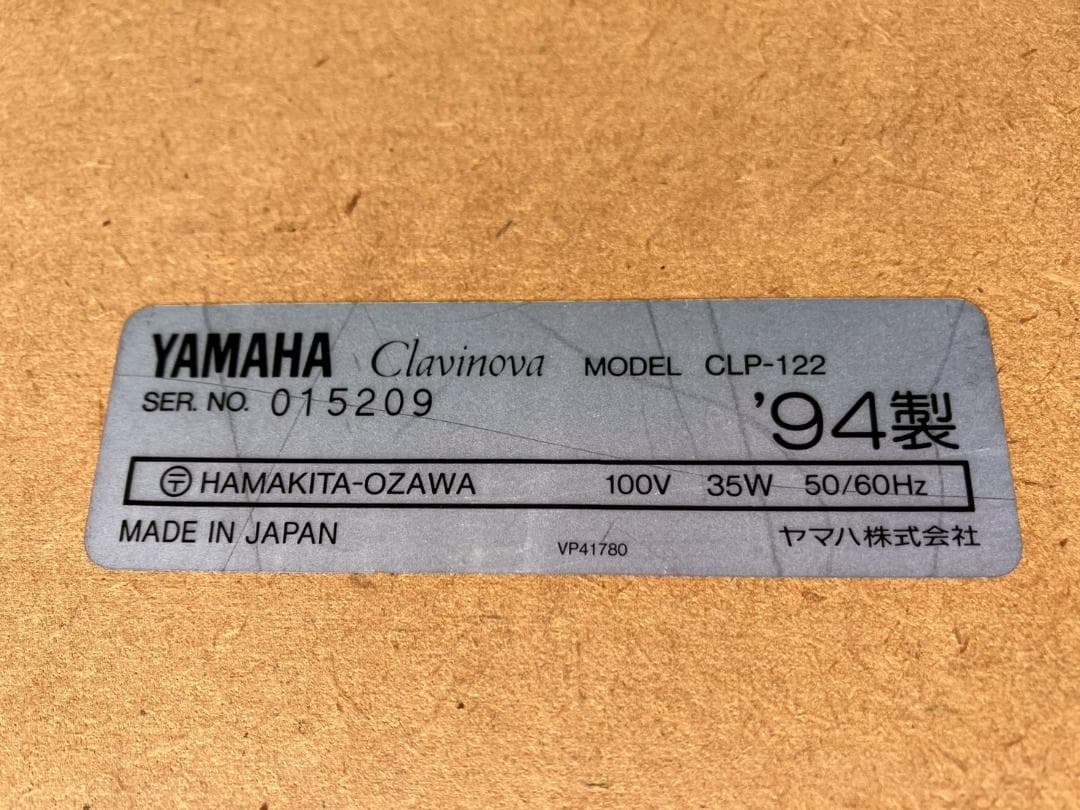 YAMAHA Clavinova MODEL CLP-122
SER. NO. 015209
'94製
〶 HAMAKITA-OZAWA 100V 35W 50/60Hz
MADE IN JAPAN VP41780 ヤマハ株式会社